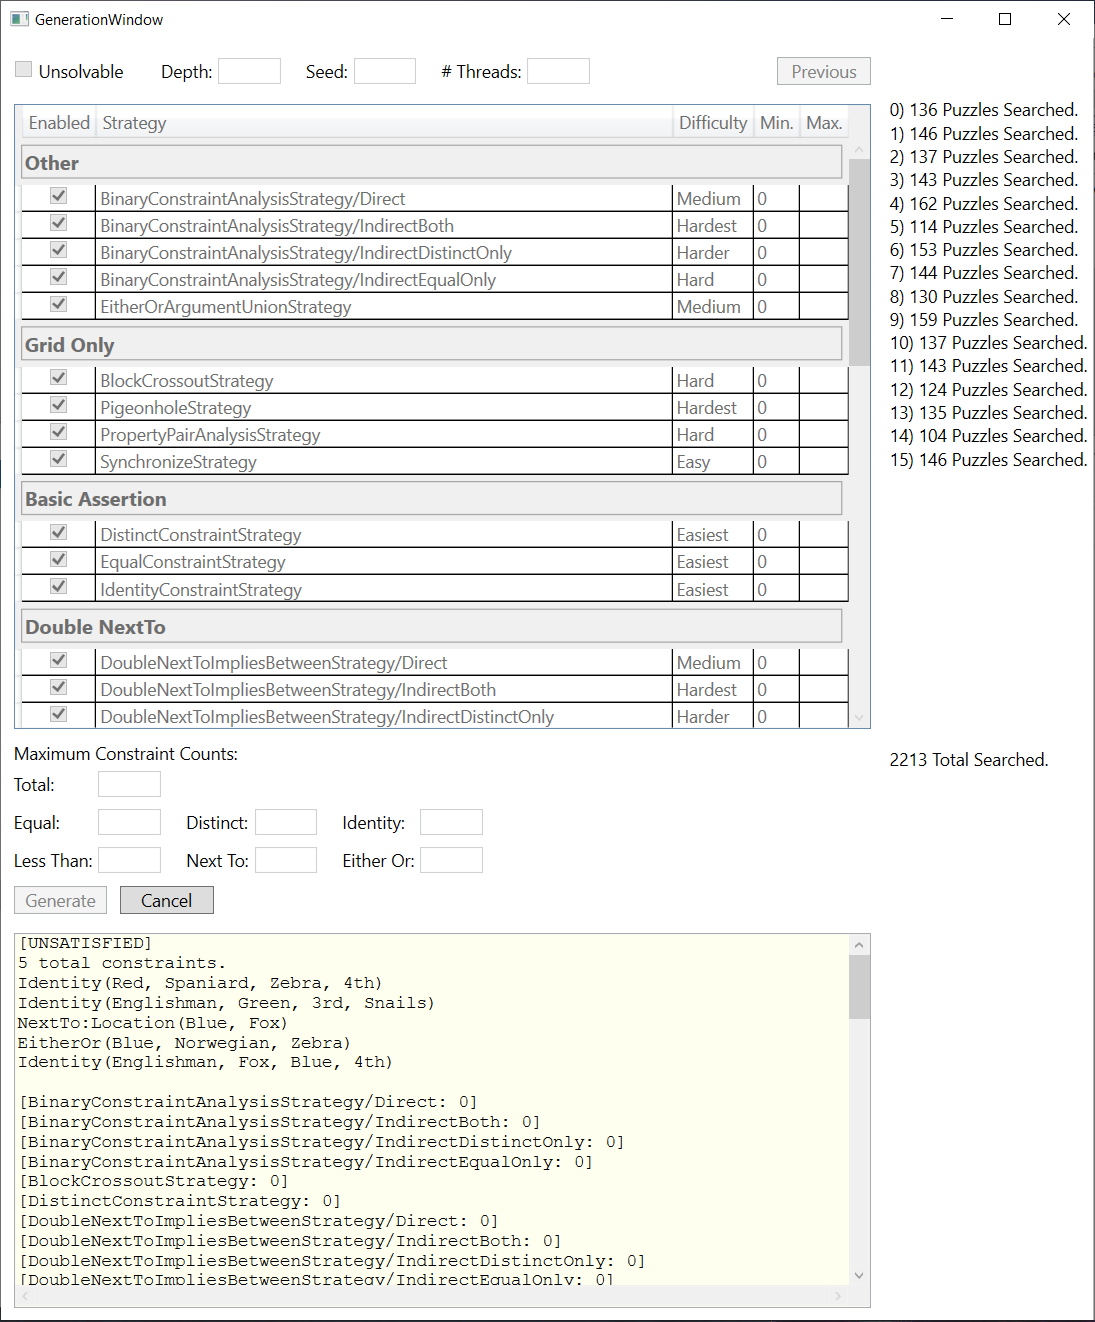 GenerationWindow
Unsolvable Depth: Seed: # Threads: Previous
Enabled Strategy Difficulty Min. Max.
Other
BinaryConstraintAnalysisStrategy/Direct Medium 0
BinaryConstraintAnalysisStrategy/IndirectBoth Hardest 0
BinaryConstraintAnalysisStrategy/IndirectDistinctOnly Harder 0
BinaryConstraintAnalysisStrategy/IndirectEqualOnly Hard 0
EitherOrArgumentUnionStrategy Medium 0
Grid Only
BlockCrossoutStrategy Hard 0
PigeonholeStrategy Hardest 0
PropertyPairAnalysisStrategy Hard 0
SynchronizeStrategy Easy 0
Basic Assertion
DistinctConstraintStrategy Easiest 0
EqualConstraintStrategy Easiest 0
IdentityConstraintStrategy Easiest 0
Double NextTo
DoubleNextToImpliesBetweenStrategy/Direct Medium 0
DoubleNextToImpliesBetweenStrategy/IndirectBoth Hardest 0
DoubleNextToImpliesBetweenStrategy/IndirectDistinctOnly Harder 0
0) 136 Puzzles Searched.
1) 146 Puzzles Searched.
2) 137 Puzzles Searched.
3) 143 Puzzles Searched.
4) 162 Puzzles Searched.
5) 114 Puzzles Searched.
6) 153 Puzzles Searched.
7) 144 Puzzles Searched.
8) 130 Puzzles Searched.
9) 159 Puzzles Searched.
10) 137 Puzzles Searched.
11) 143 Puzzles Searched.
12) 124 Puzzles Searched.
13) 135 Puzzles Searched.
14) 104 Puzzles Searched.
15) 146 Puzzles Searched.
2213 Total Searched.
Maximum Constraint Counts:
Total:
Equal: Distinct: Identity:
Less Than: Next To: Either Or:
Generate Cancel
[UNSATISFIED]
5 total constraints.
Identity(Red, Spaniard, Zebra, 4th)
Identity(Englishman, Green, 3rd, Snails)
NextTo:Location(Blue, Fox)
EitherOr(Blue, Norwegian, Zebra)
Identity(Englishman, Fox, Blue, 4th)
[BinaryConstraintAnalysisStrategy/Direct: 0]
[BinaryConstraintAnalysisStrategy/IndirectBoth: 0]
[BinaryConstraintAnalysisStrategy/IndirectDistinctOnly: 0]
[BinaryConstraintAnalysisStrategy/IndirectEqualOnly: 0]
[BlockCrossoutStrategy: 0]
[DistinctConstraintStrategy: 0]
[DoubleNextToImpliesBetweenStrategy/Direct: 0]
[DoubleNextToImpliesBetweenStrategy/IndirectBoth: 0]
[DoubleNextToImpliesBetweenStrategy/IndirectDistinctOnly: 0]
[DoubleNextToImpliesBetweenStrategy/IndirectEqualOnly: 0]